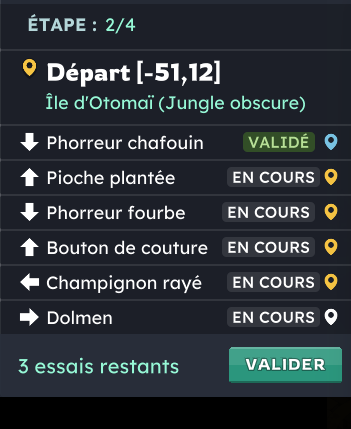 ÉTAPE : 2/4
Départ [-51,12]
Île d'Otomaï (Jungle obscure)
Phorreur chafouin VALIDÉ
Pioche plantée EN COURS
Phorreur fourbe EN COURS
Bouton de couture EN COURS
Champignon rayé EN COURS
Dolmen EN COURS
3 essais restants VALIDER